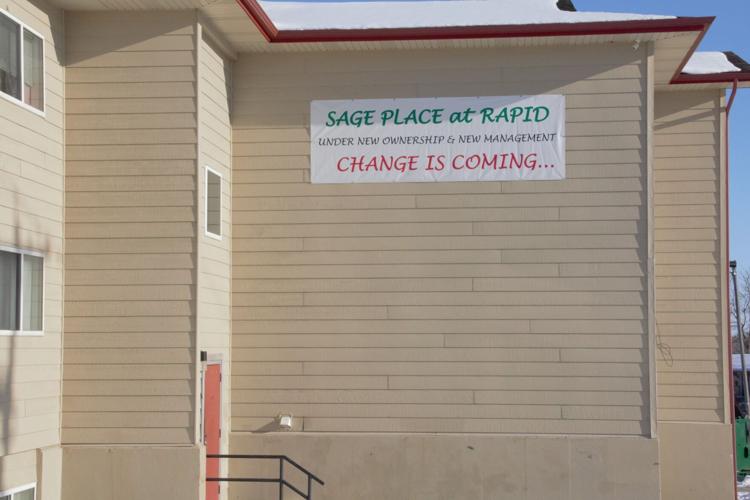 SAGE PLACE at RAPID
UNDER NEW OWNERSHIP & NEW MANAGEMENT
CHANGE IS COMING...